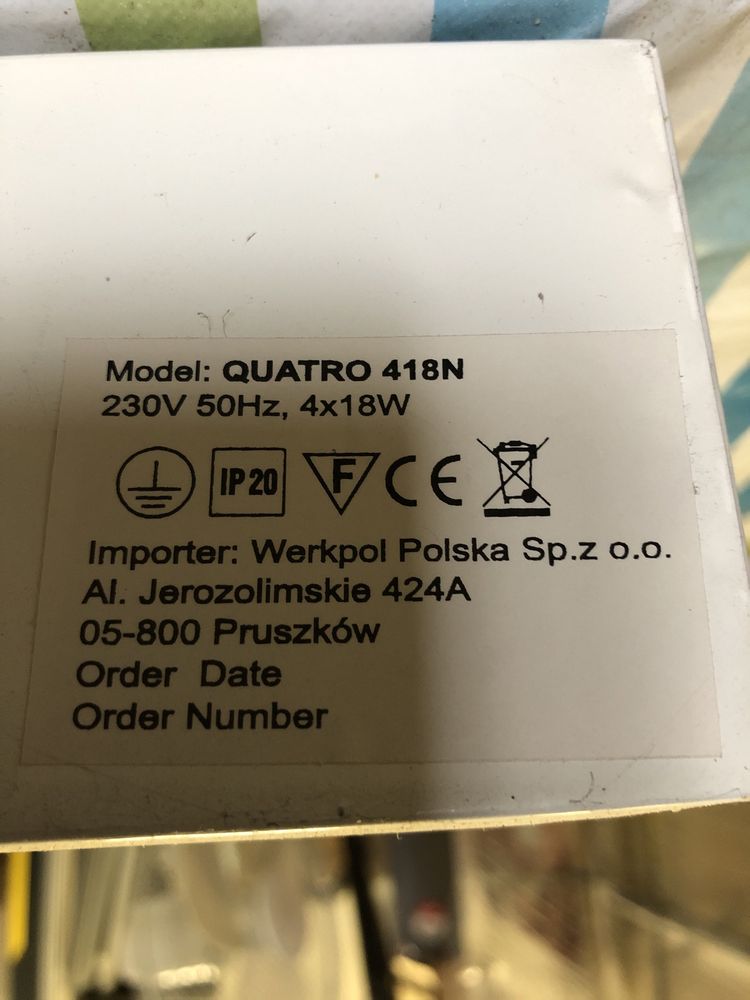 Model: QUATRO 418N
230V 50Hz, 4x18W
IP 20 F CE
Importer: Werkpol Polska Sp.z o.o.
Al. Jerozolimskie 424A
05-800 Pruszków
Order Date
Order Number